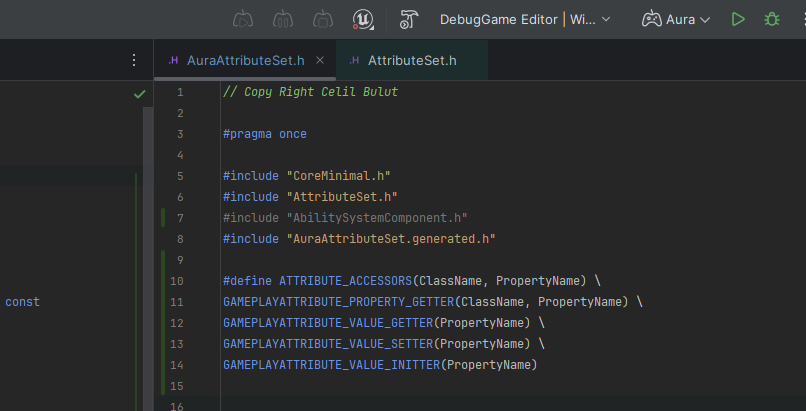 DebugGame Editor | Wi...
Aura
.H AuraAttributeSet.h ×
.H AttributeSet.h
1 // Copy Right Celil Bulut
2
3 #pragma once
4
5 #include "CoreMinimal.h"
6 #include "AttributeSet.h"
7 #include "AbilitySystemComponent.h"
8 #include "AuraAttributeSet.generated.h"
9
10 #define ATTRIBUTE_ACCESSORS(ClassName, PropertyName) \
const
11 GAMEPLAYATTRIBUTE_PROPERTY_GETTER(ClassName, PropertyName) \
12 GAMEPLAYATTRIBUTE_VALUE_GETTER(PropertyName) \
13 GAMEPLAYATTRIBUTE_VALUE_SETTER(PropertyName) \
14 GAMEPLAYATTRIBUTE_VALUE_INITTER(PropertyName)
15
16